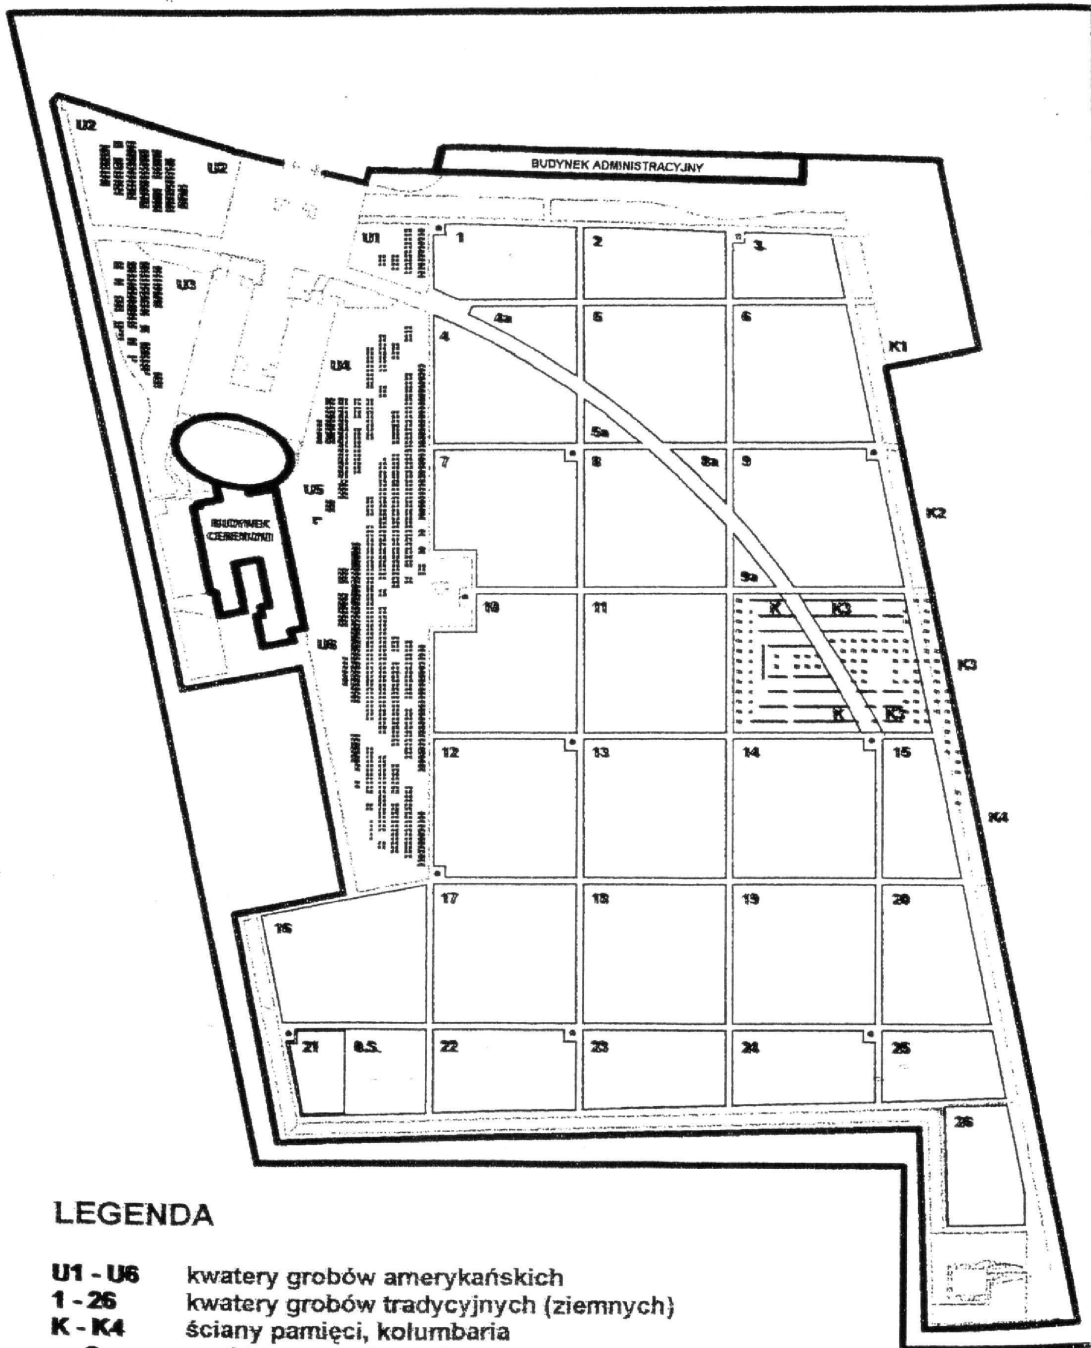 U2
U2
BUDYNEK ADMINISTRACYJNY
U1
1
2
3
U3
4a
5
6
4
K1
U4
5a
7
8
8a
9
U5
K2
BUDYNEK
9a
10
11
K
K3
U6
K3
K
12
13
14
15
K4
16
17
18
19
20
21
22
23
24
25
26
LEGENDA
U1 - U6 kwatery grobów amerykańskich
1 - 26 kwatery grobów tradycyjnych (ziemnych)
K - K4 ściany pamięci, kolumbaria